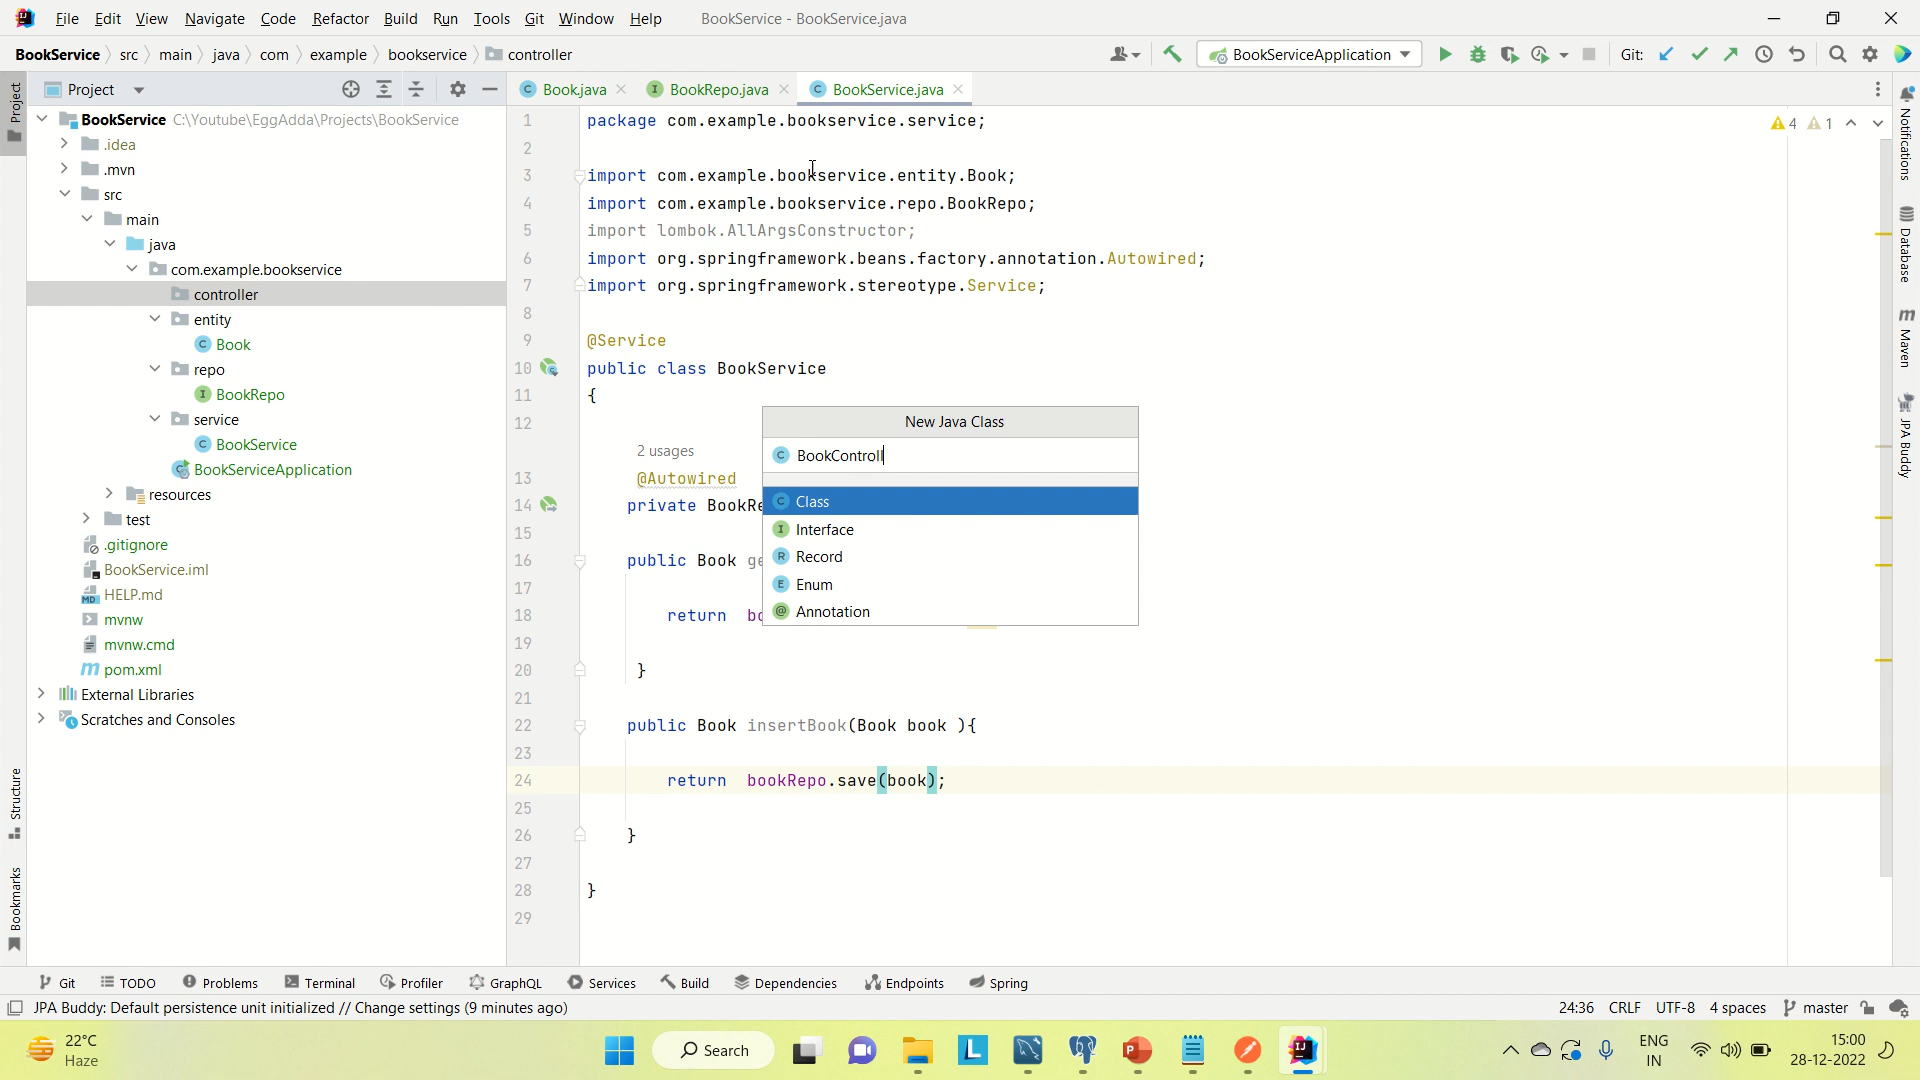 File Edit View Navigate Code Refactor Build Run Tools Git Window Help BookService - BookService.java
BookService src main java com example bookservice controller BookServiceApplication Git:
Project Book.java BookRepo.java BookService.java
Project
Structure
Bookmarks
BookService C:\Youtube\EggAdda\Projects\BookService
.idea
.mvn
src
main
java
com.example.bookservice
controller
entity
Book
repo
BookRepo
service
BookService
BookServiceApplication
resources
test
.gitignore
BookService.iml
HELP.md
mvnw
mvnw.cmd
pom.xml
External Libraries
Scratches and Consoles
4 1
1 package com.example.bookservice.service;
2
3 import com.example.bookservice.entity.Book;
4 import com.example.bookservice.repo.BookRepo;
5 import lombok.AllArgsConstructor;
6 import org.springframework.beans.factory.annotation.Autowired;
7 import org.springframework.stereotype.Service;
8
9 @Service
10 public class BookService
11 {
12
2 usages
13 @Autowired
14 private BookRe
15
16 public Book ge
17
18 return bo
19
20 }
21
22 public Book insertBook(Book book ){
23
24 return bookRepo.save(book);
25
26 }
27
28 }
29
New Java Class
BookControll
Class
Interface
Record
Enum
Annotation
Notifications
Database
Maven
JPA Buddy
Git TODO Problems Terminal Profiler GraphQL Services Build Dependencies Endpoints Spring
JPA Buddy: Default persistence unit initialized // Change settings (9 minutes ago) 24:36 CRLF UTF-8 4 spaces master
22°C
Haze
Search
ENG
IN
15:00
28-12-2022